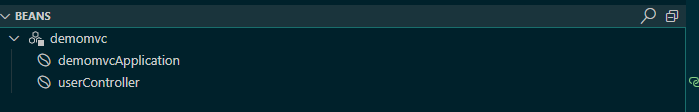 BEANS
demomvc
demomvcApplication
userController